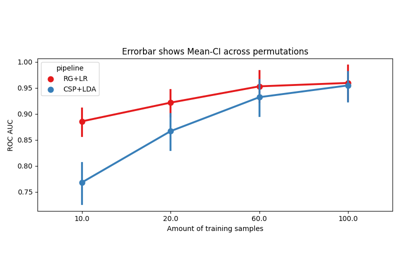 Errorbar shows Mean-CI across permutations
pipeline
RG+LR
CSP+LDA
1.00
0.95
0.90
0.85
0.80
0.75
ROC AUC
10.0 20.0 60.0 100.0
Amount of training samples